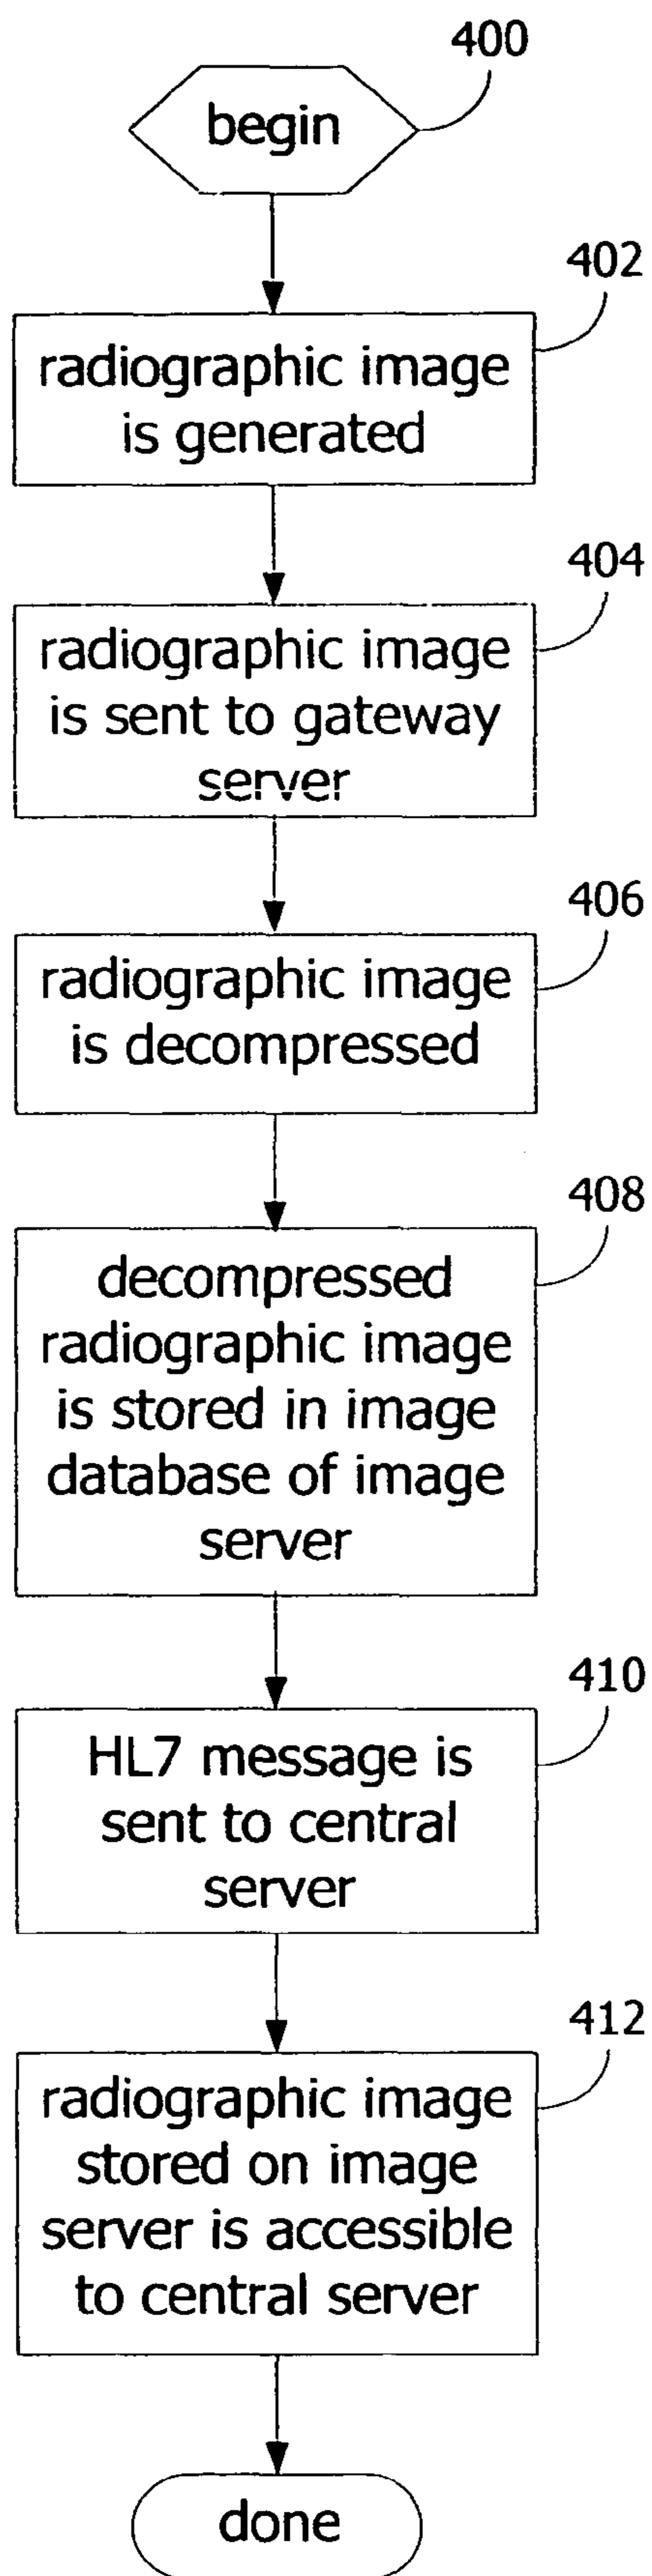 400
begin
402
radiographic image
is generated
404
radiographic image
is sent to gateway
server
406
radiographic image
is decompressed
408
decompressed
radiographic image
is stored in image
database of image
server
410
HL7 message is
sent to central
server
412
radiographic image
stored on image
server is accessible
to central server
done